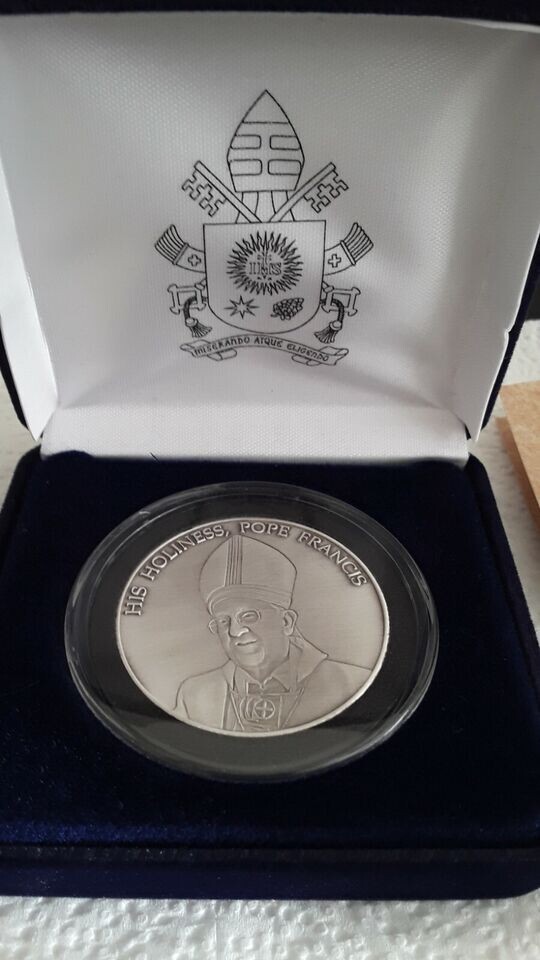 IHS
MISERANDO ATQUE ELIGENDO
HIS HOLINESS, POPE FRANCIS